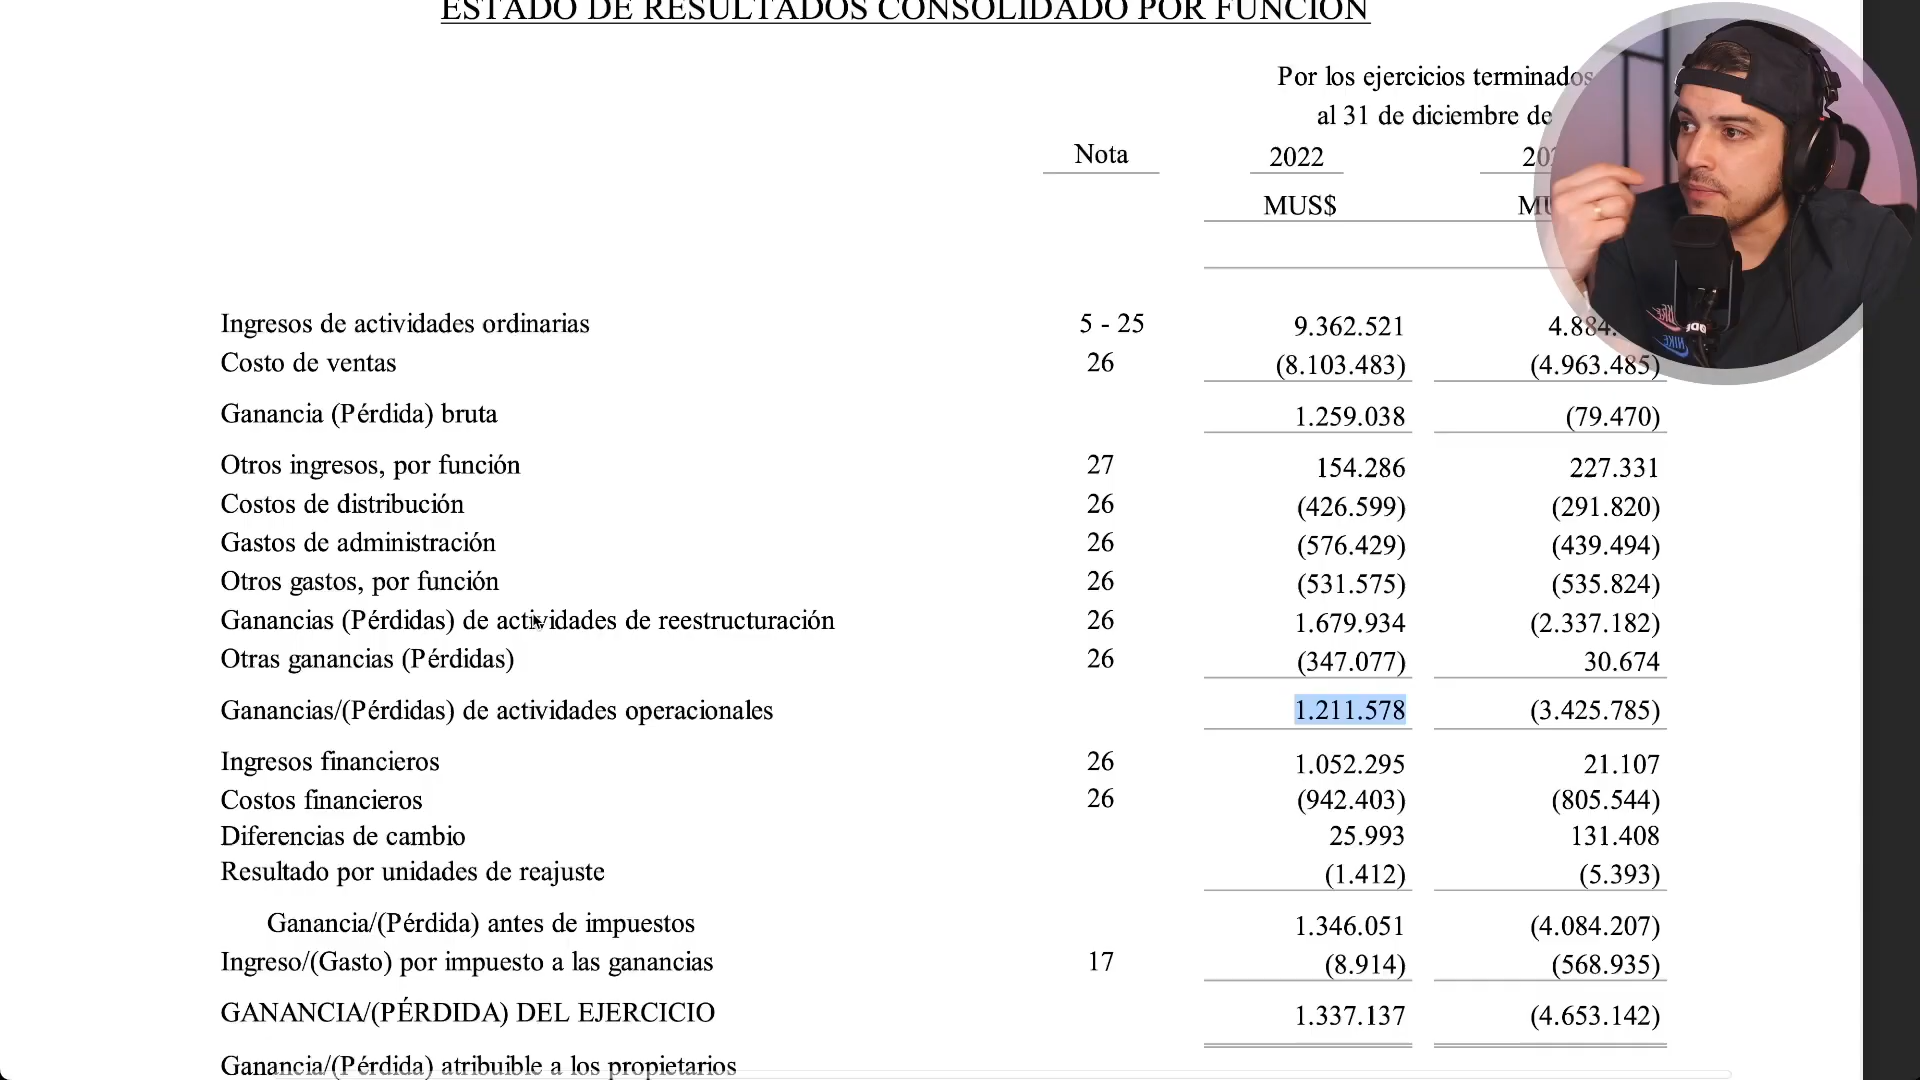 ESTADO DE RESULTADOS CONSOLIDADO POR FUNCIÓN
Por los ejercicios terminados
al 31 de diciembre de
Nota 2022
MUS$
Ingresos de actividades ordinarias 5 - 25 9.362.521 4.884.
Costo de ventas 26 (8.103.483) (4.963.485)
Ganancia (Pérdida) bruta 1.259.038 (79.470)
Otros ingresos, por función 27 154.286 227.331
Costos de distribución 26 (426.599) (291.820)
Gastos de administración 26 (576.429) (439.494)
Otros gastos, por función 26 (531.575) (535.824)
Ganancias (Pérdidas) de actividades de reestructuración 26 1.679.934 (2.337.182)
Otras ganancias (Pérdidas) 26 (347.077) 30.674
Ganancias/(Pérdidas) de actividades operacionales 1.211.578 (3.425.785)
Ingresos financieros 26 1.052.295 21.107
Costos financieros 26 (942.403) (805.544)
Diferencias de cambio 25.993 131.408
Resultado por unidades de reajuste (1.412) (5.393)
Ganancia/(Pérdida) antes de impuestos 1.346.051 (4.084.207)
Ingreso/(Gasto) por impuesto a las ganancias 17 (8.914) (568.935)
GANANCIA/(PÉRDIDA) DEL EJERCICIO 1.337.137 (4.653.142)
Ganancia/(Pérdida) atribuible a los propietarios